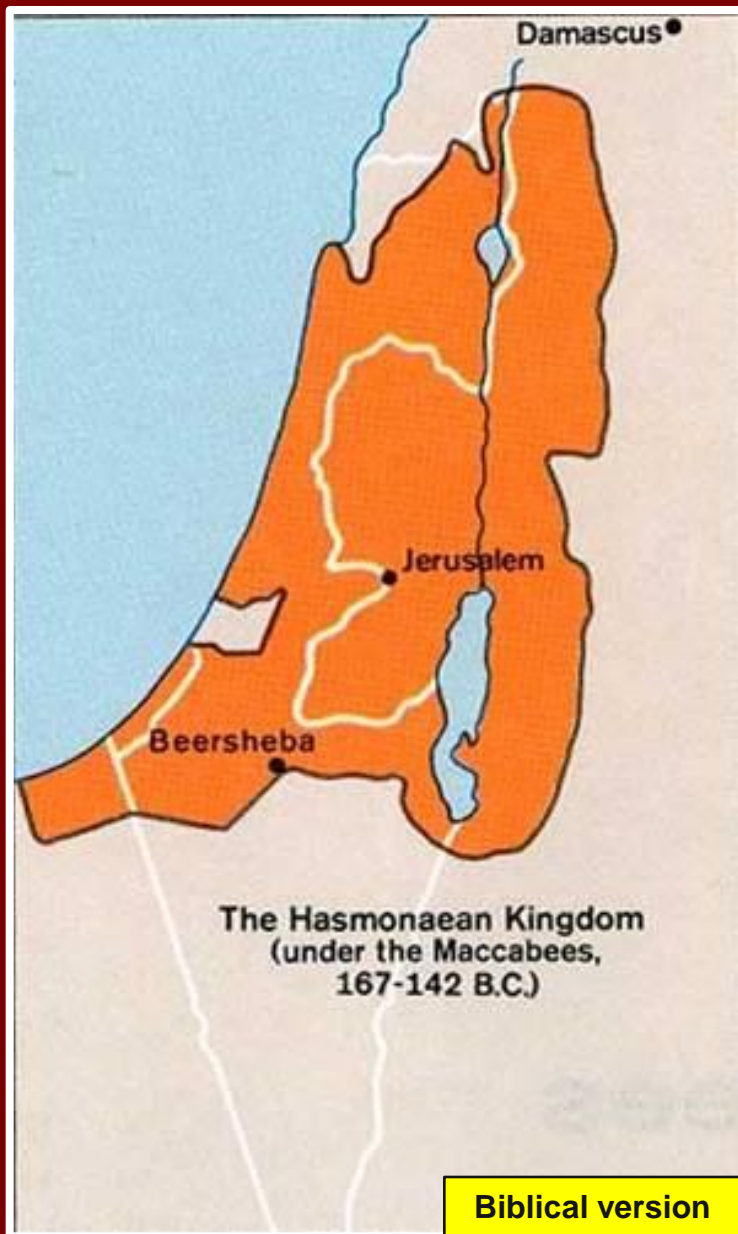 Damascus
Jerusalem
Beersheba
The Hasmonaean Kingdom
(under the Maccabees,
167-142 B.C.)
Biblical version